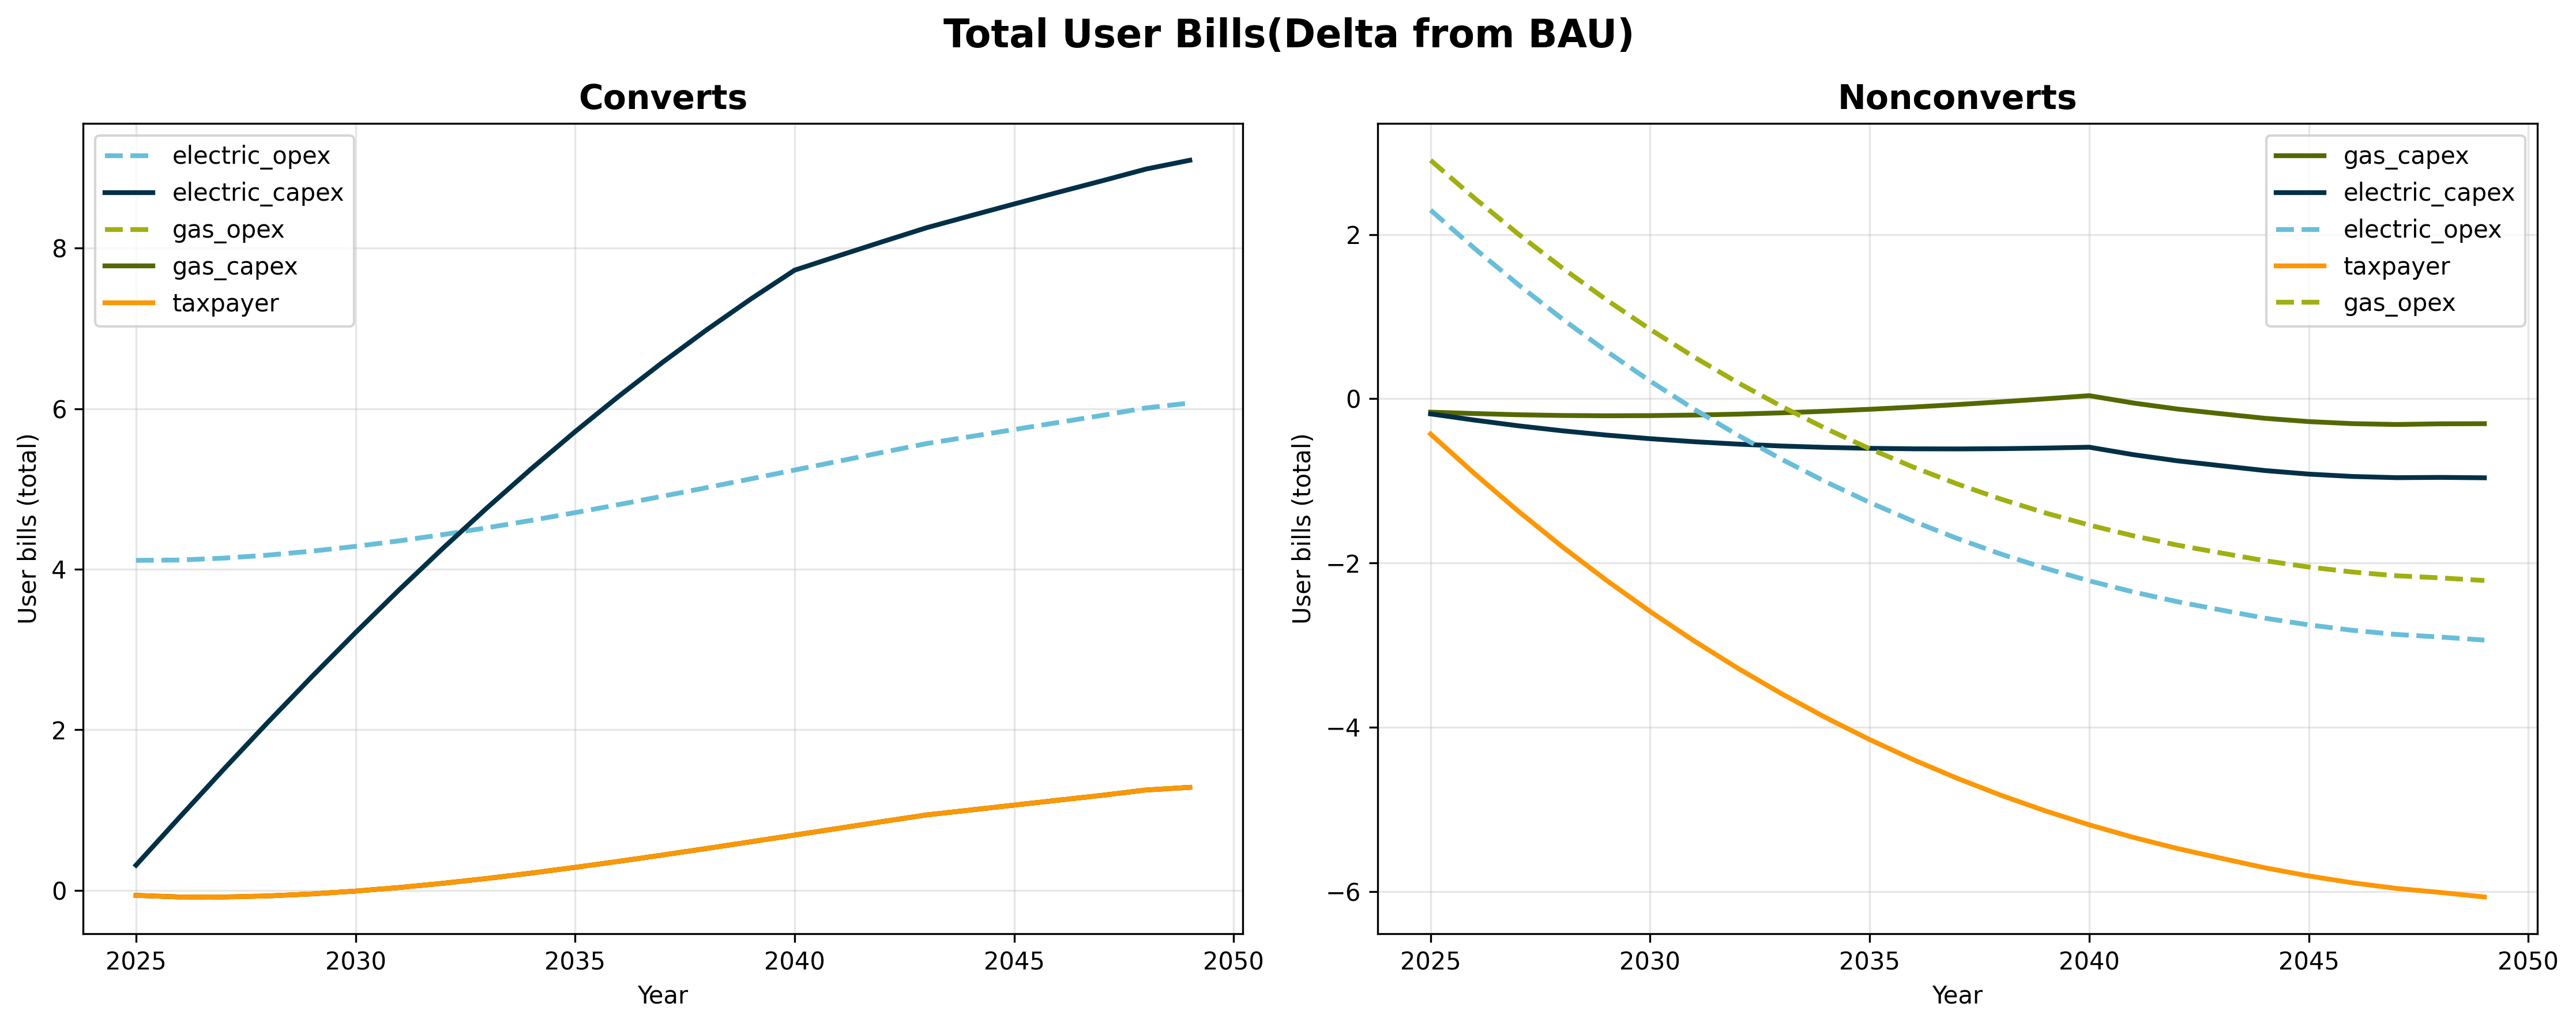 Total User Bills(Delta from BAU)
Converts
electric_opex
electric_capex
gas_opex
gas_capex
taxpayer
8
6
4
2
0
User bills (total)
2025 2030 2035 2040 2045 2050
Year
Nonconverts
gas_capex
electric_capex
electric_opex
taxpayer
gas_opex
2
0
−2
−4
−6
User bills (total)
2025 2030 2035 2040 2045 2050
Year